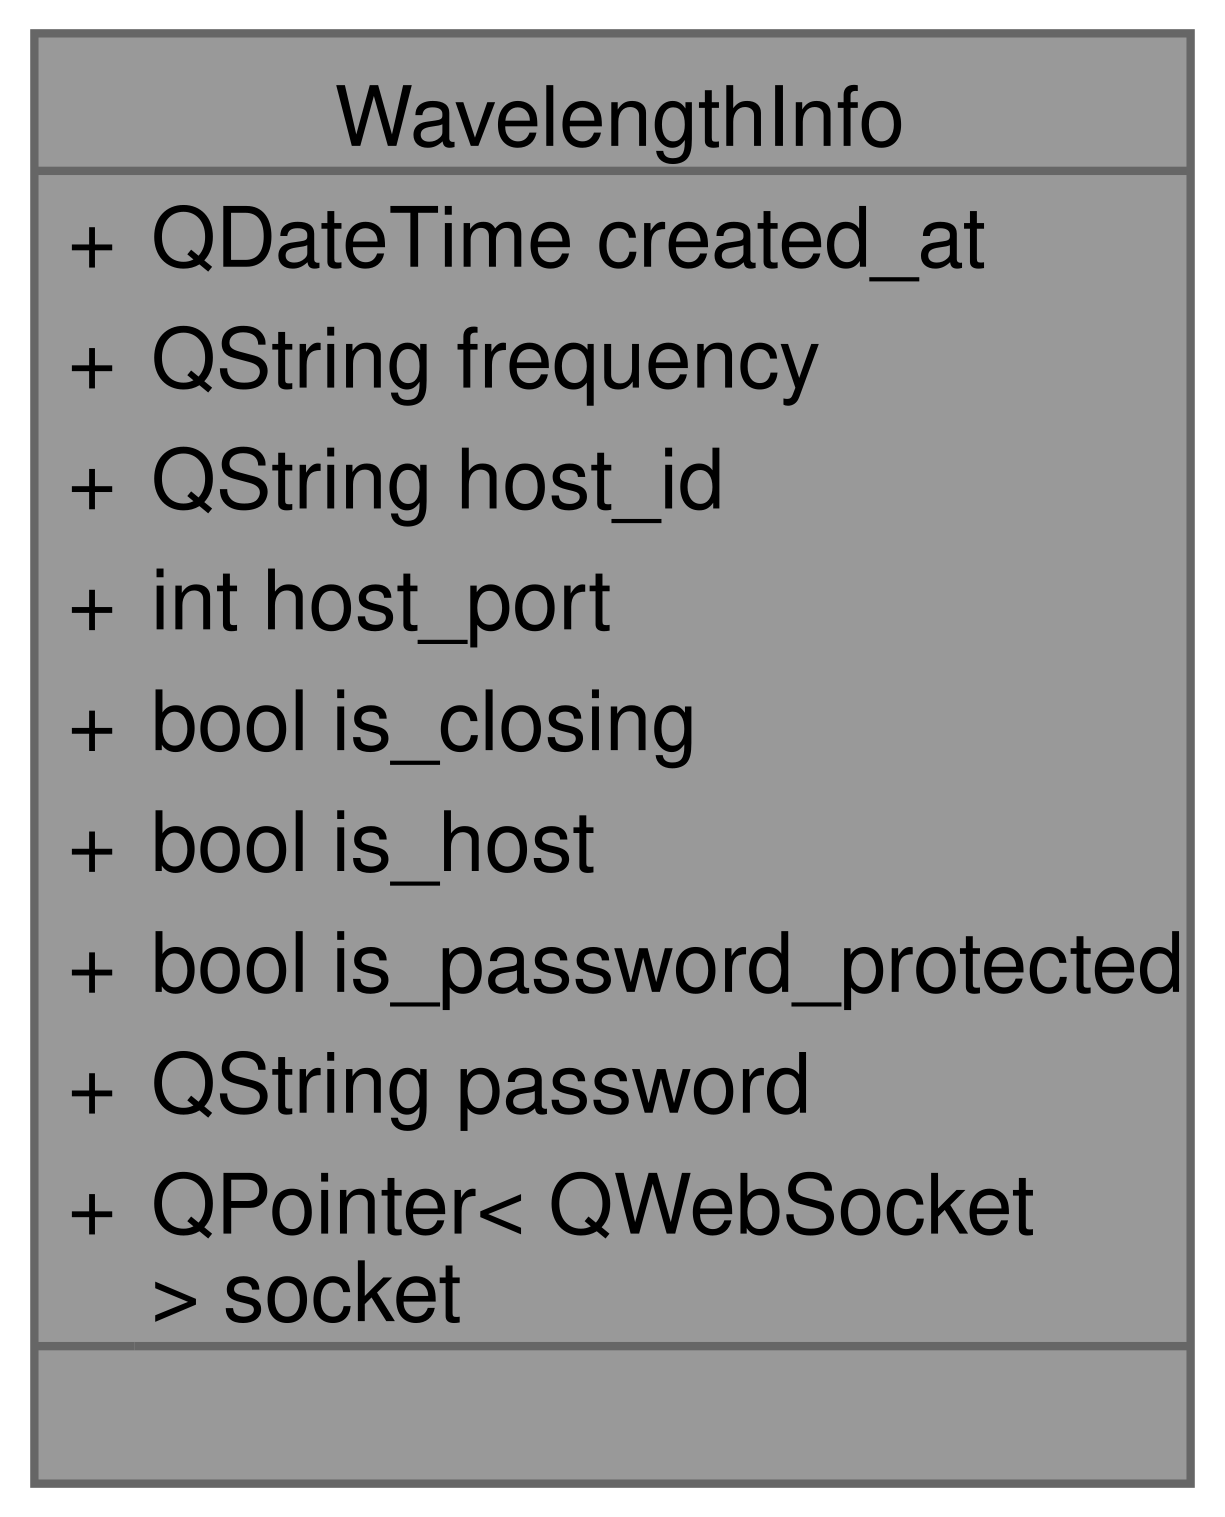 WavelengthInfo
+ QDateTime created_at
+ QString frequency
+ QString host_id
+ int host_port
+ bool is_closing
+ bool is_host
+ bool is_password_protected
+ QString password
+ QPointer< QWebSocket
> socket